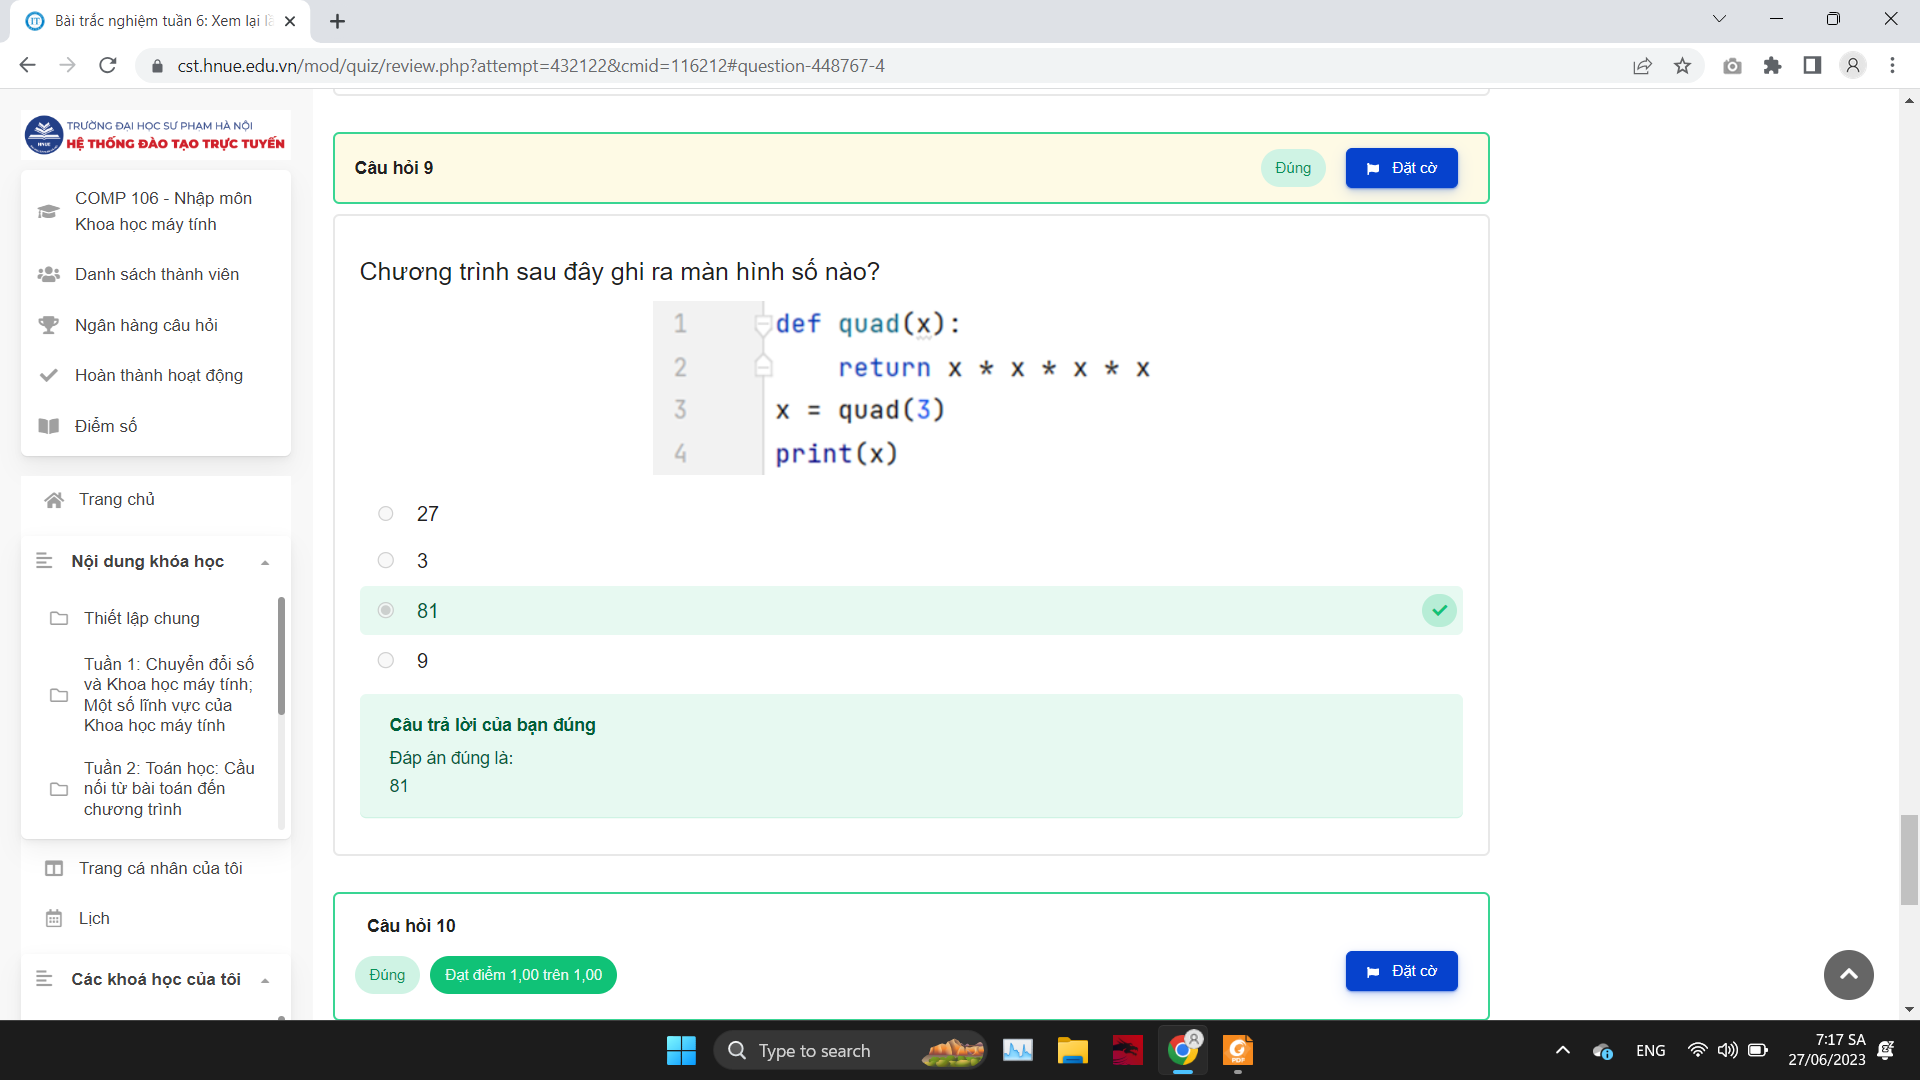 Bài trắc nghiệm tuần 6: Xem lại
cst.hnue.edu.vn/mod/quiz/review.php?attempt=432122&cmid=116212#question-448767-4
TRƯỜNG ĐẠI HỌC SƯ PHẠM HÀ NỘI
HỆ THỐNG ĐÀO TẠO TRỰC TUYẾN
HNUE
COMP 106 - Nhập môn
Khoa học máy tính
Danh sách thành viên
Ngân hàng câu hỏi
Hoàn thành hoạt động
Điểm số
Trang chủ
Nội dung khóa học
Thiết lập chung
Tuần 1: Chuyển đổi số
và Khoa học máy tính;
Một số lĩnh vực của
Khoa học máy tính
Tuần 2: Toán học: Cầu
nối từ bài toán đến
chương trình
Trang cá nhân của tôi
Lịch
Các khoá học của tôi
Câu hỏi 9
Đúng
Đặt cờ
Chương trình sau đây ghi ra màn hình số nào?
1 def quad(x):
2 return x * x * x * x
3 x = quad(3)
4 print(x)
27
3
81
9
Câu trả lời của bạn đúng
Đáp án đúng là:
81
Câu hỏi 10
Đúng
Đạt điểm 1,00 trên 1,00
Đặt cờ
Type to search
ENG
7:17 SA
27/06/2023